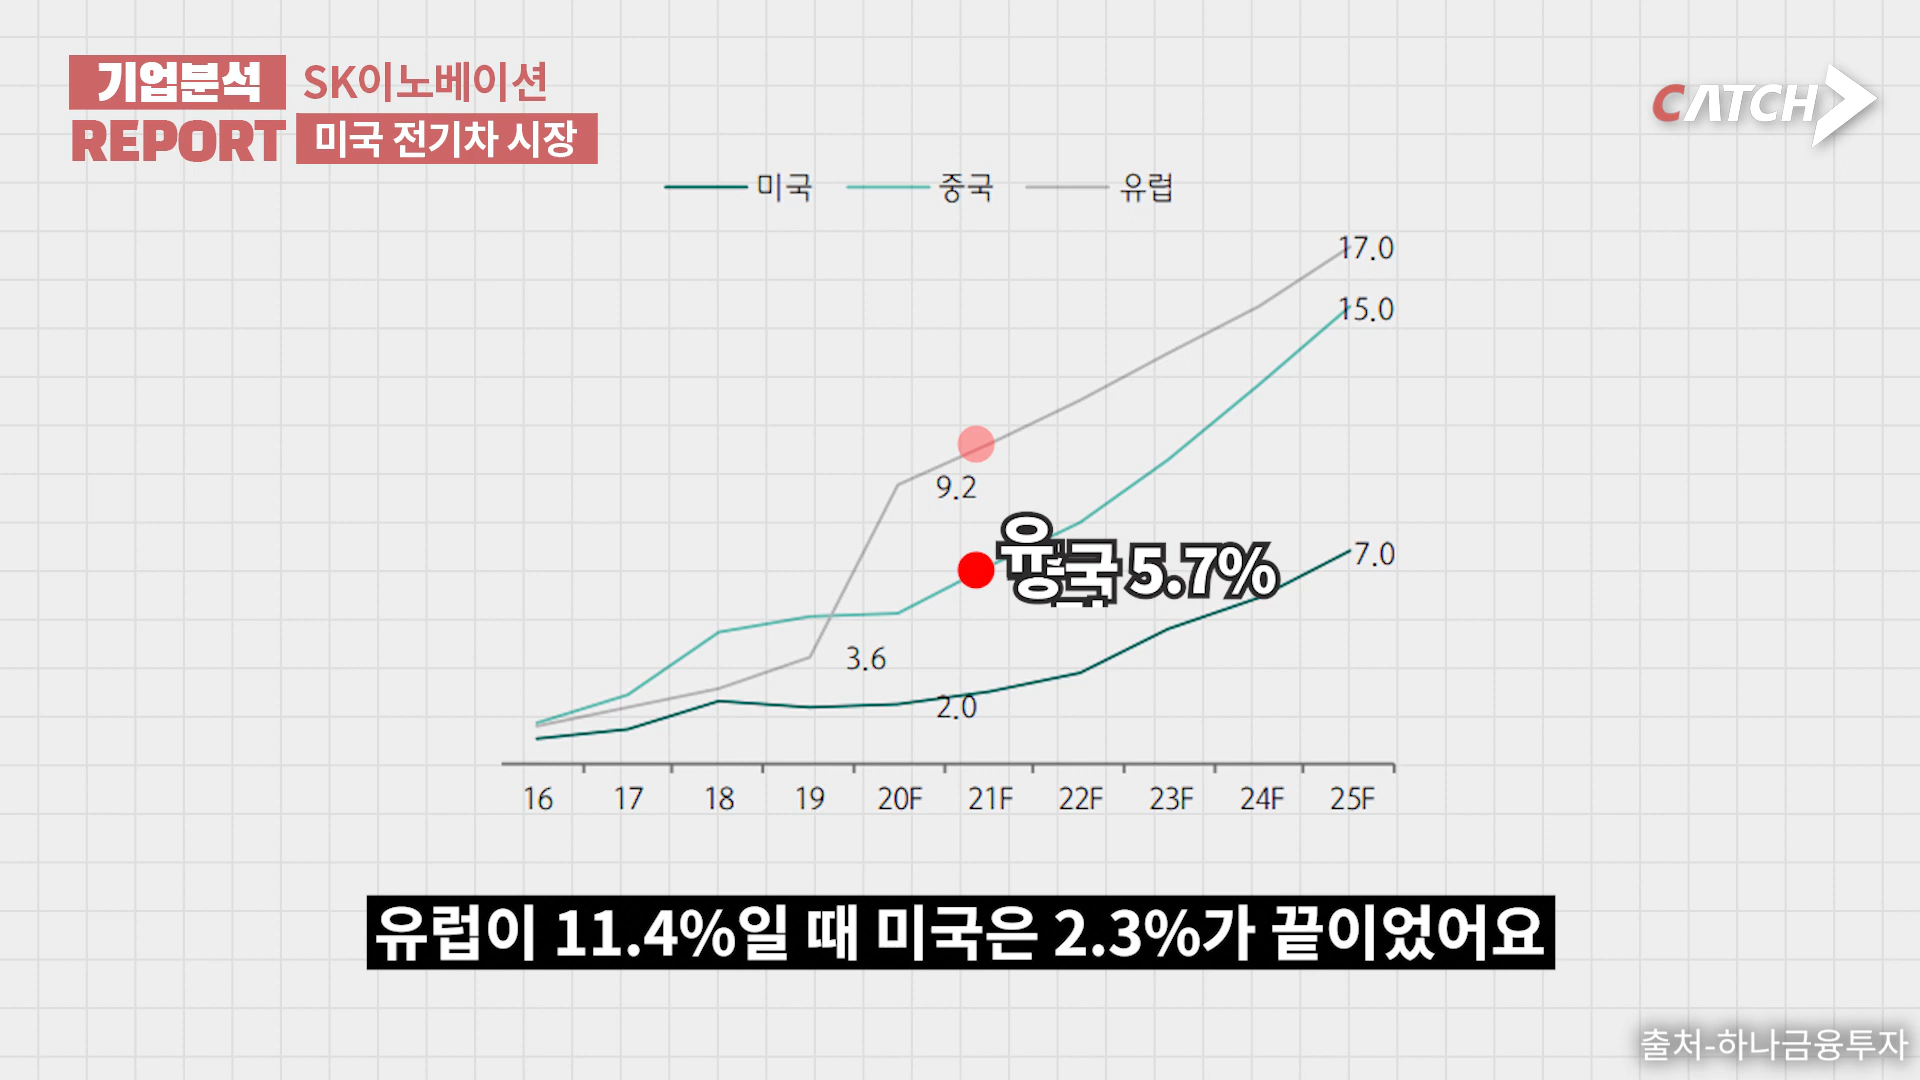 기업분석 SK이노베이션
REPORT 미국 전기차 시장
CATCH
미국 중국 유럽
17.0
15.0
9.2
5.7%
7.0
3.6
2.0
16 17 18 19 20F 21F 22F 23F 24F 25F
유럽이 11.4%일 때 미국은 2.3%가 끝이었어요
출처-하나금융투자